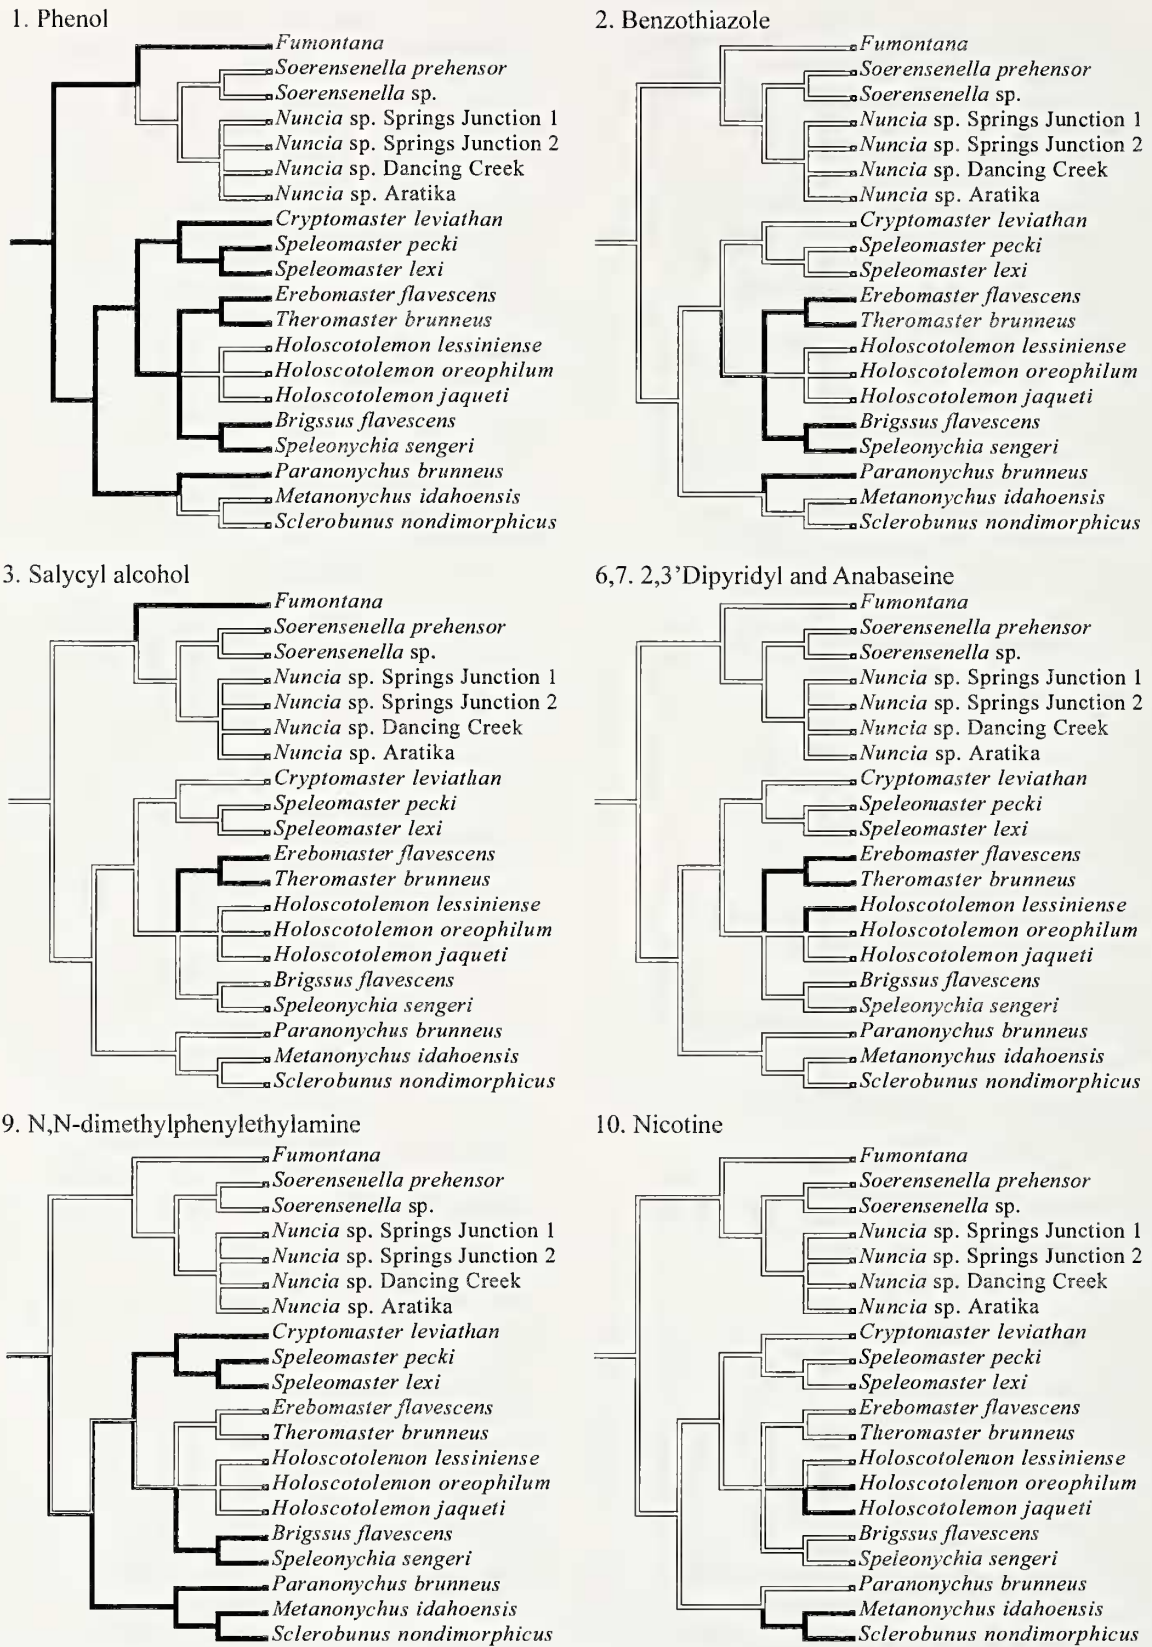 1. Phenol
Fumontana
Soerensenella prehensor
Soerensenella sp.
Nuncia sp. Springs Junction 1
Nuncia sp. Springs Junction 2
Nuncia sp. Dancing Creek
Nuncia sp. Aratika
Cryptomaster leviathan
Speleomaster pecki
Speleomaster lexi
Erebomaster flavescens
Theromaster brunneus
Holoscotolemon lessiniense
Holoscotolemon oreophilum
Holoscotolemon jaqueti
Brigssus flavescens
Speleonychia sengeri
Paranonychus brunneus
Metanonychus idahoensis
Sclerobunus nondimorphicus
2. Benzothiazole
Fumontana
Soerensenella prehensor
Soerensenella sp.
Nuncia sp. Springs Junction 1
Nuncia sp. Springs Junction 2
Nuncia sp. Dancing Creek
Nuncia sp. Aratika
Cryptomaster leviathan
Speleomaster pecki
Speleomaster lexi
Erebomaster flavescens
Theromaster brunneus
Holoscotolemon lessiniense
Holoscotolemon oreophilum
Holoscotolemon jaqueti
Brigssus flavescens
Speleonychia sengeri
Paranonychus brunneus
Metanonychus idahoensis
Sclerobunus nondimorphicus
3. Salycyl alcohol
Fumontana
Soerensenella prehensor
Soerensenella sp.
Nuncia sp. Springs Junction 1
Nuncia sp. Springs Junction 2
Nuncia sp. Dancing Creek
Nuncia sp. Aratika
Cryptomaster leviathan
Speleomaster pecki
Speleomaster lexi
Erebomaster flavescens
Theromaster brunneus
Holoscotolemon lessiniense
Holoscotolemon oreophilum
Holoscotolemon jaqueti
Brigssus flavescens
Speleonychia sengeri
Paranonychus brunneus
Metanonychus idahoensis
Sclerobunus nondimorphicus
6,7. 2,3’Dipyridyl and Anabaseine
Fumontana
Soerensenella prehensor
Soerensenella sp.
Nuncia sp. Springs Junction 1
Nuncia sp. Springs Junction 2
Nuncia sp. Dancing Creek
Nuncia sp. Aratika
Cryptomaster leviathan
Speleomaster pecki
Speleomaster lexi
Erebomaster flavescens
Theromaster brunneus
Holoscotolemon lessiniense
Holoscotolemon oreophilum
Holoscotolemon jaqueti
Brigssus flavescens
Speleonychia sengeri
Paranonychus brunneus
Metanonychus idahoensis
Sclerobunus nondimorphicus
9. N,N-dimethylphenylethylamine
Fumontana
Soerensenella prehensor
Soerensenella sp.
Nuncia sp. Springs Junction 1
Nuncia sp. Springs Junction 2
Nuncia sp. Dancing Creek
Nuncia sp. Aratika
Cryptomaster leviathan
Speleomaster pecki
Speleomaster lexi
Erebomaster flavescens
Theromaster brunneus
Holoscotolemon lessiniense
Holoscotolemon oreophilum
Holoscotolemon jaqueti
Brigssus flavescens
Speleonychia sengeri
Paranonychus brunneus
Metanonychus idahoensis
Sclerobunus nondimorphicus
10. Nicotine
Fumontana
Soerensenella prehensor
Soerensenella sp.
Nuncia sp. Springs Junction 1
Nuncia sp. Springs Junction 2
Nuncia sp. Dancing Creek
Nuncia sp. Aratika
Cryptomaster leviathan
Speleomaster pecki
Speleomaster lexi
Erebomaster flavescens
Theromaster brunneus
Holoscotolemon lessiniense
Holoscotolemon oreophilum
Holoscotolemon jaqueti
Brigssus flavescens
Speleonychia sengeri
Paranonychus brunneus
Metanonychus idahoensis
Sclerobunus nondimorphicus